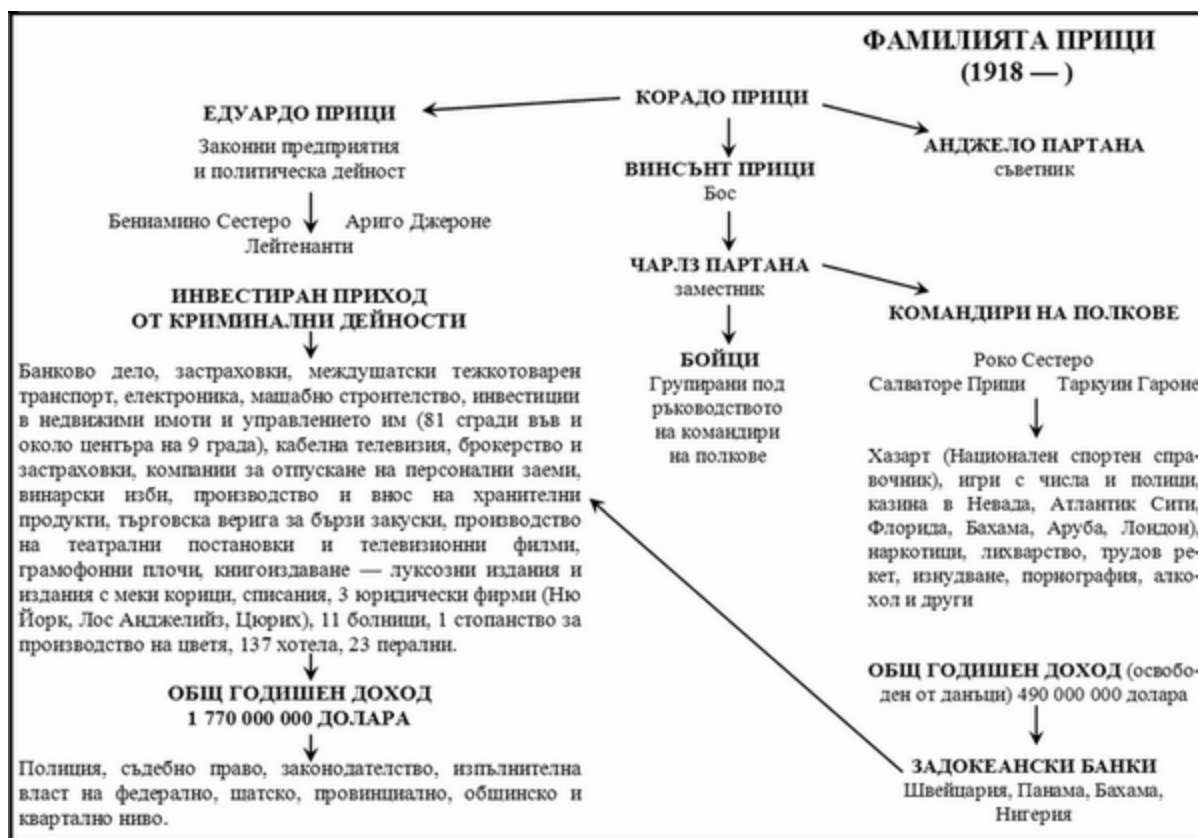 ФАМИЛИЯТА ПРИЦИ
(1918 — )
КОРАДО ПРИЦИ
ЕДУАРДО ПРИЦИ
Законни предприятия
и политическа дейност
Бениамино Сестеро Ариго Джероне
Лейтенанти
ИНВЕСТИРАН ПРИХОД
ОТ КРИМИНАЛНИ ДЕЙНОСТИ
Банково дело, застраховки, междущатски тежкотоварен
транспорт, електроника, мащабно строителство, инвестиции
в недвижими имоти и управлението им (81 сгради във и
около центъра на 9 града), кабелна телевизия, брокерство и
застраховки, компании за отпускане на персонални заеми,
винарски изби, производство и внос на хранителни
продукти, търговска верига за бързи закуски, производство
на театрални постановки и телевизионни филми,
грамофонни плочи, книгоиздаване — луксозни издания и
издания с меки корици, списания, 3 юридически фирми (Ню
Йорк, Лос Анджелийз, Цюрих), 11 болници, 1 стопанство за
производство на цветя, 137 хотела, 23 перални.
ОБЩ ГОДИШЕН ДОХОД
1 770 000 000 ДОЛАРА
Полиция, съдебно право, законодателство, изпълнителна
власт на федерално, щатско, провинциално, общинско и
квартално ниво.
ВИНСЪНТ ПРИЦИ
Бос
ЧАРЛЗ ПАРТАНА
заместник
БОЙЦИ
Групирани под
ръководството
на командири
на полкове
АНДЖЕЛО ПАРТАНА
съветник
КОМАНДИРИ НА ПОЛКОВЕ
Роко Сестеро
Салваторе Прици Таркуин Гароне
Хазарт (Национален спортен спра-
вочник), игри с числа и полици,
казина в Невада, Атлантик Сити,
Флорида, Бахама, Аруба, Лондон),
наркотици, лихварство, трудов ре-
кет, изнудване, порнография, алко-
хол и други
ОБЩ ГОДИШЕН ДОХОД (освобо-
ден от данъци) 490 000 000 долара
ЗАДОКЕАНСКИ БАНКИ
Швейцария, Панама, Бахама,
Нигерия